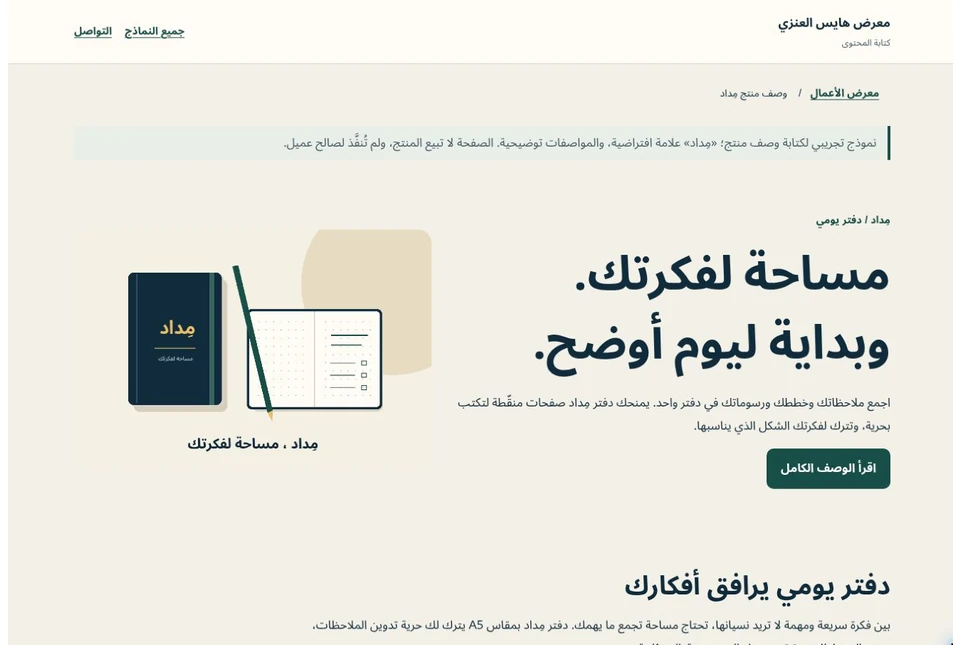 معرض هايس العنزي
كتابة المحتوى
جميع النماذج
التواصل
معرض الأعمال / وصف منتج مِداد
نموذج تجريبي لكتابة وصف منتج؛ «مِداد» علامة افتراضية، والمواصفات توضيحية. الصفحة لا تبيع المنتج، ولم تُنفَّذ لصالح عميل.
مِداد / دفتر يومي
مساحة لفكرتك.
وبداية ليوم أوضح.
اجمع ملاحظاتك وخططك ورسوماتك في دفتر واحد. يمنحك دفتر مِداد صفحات منقّطة لتكتب
بحرية، وتترك لفكرتك الشكل الذي يناسبها.
اقرأ الوصف الكامل
مِداد
مساحة لفكرتك
مِداد ، مساحة لفكرتك
دفتر يومي يرافق أفكارك
بين فكرة سريعة ومهمة لا تريد نسيانها، تحتاج مساحة تجمع ما يهمك. دفتر مِداد بمقاس A5 يترك لك حرية تدوين الملاحظات،